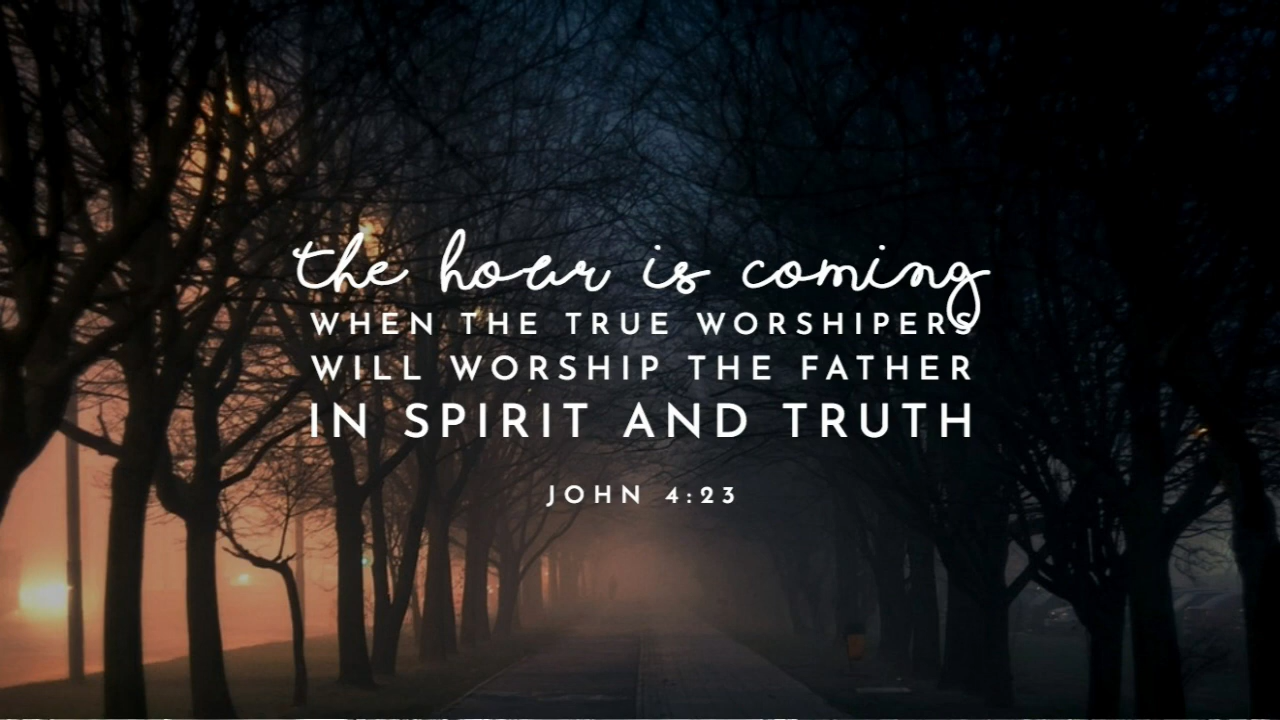 the hour is coming
WHEN THE TRUE WORSHIPERS
WILL WORSHIP THE FATHER
IN SPIRIT AND TRUTH
JOHN 4:23